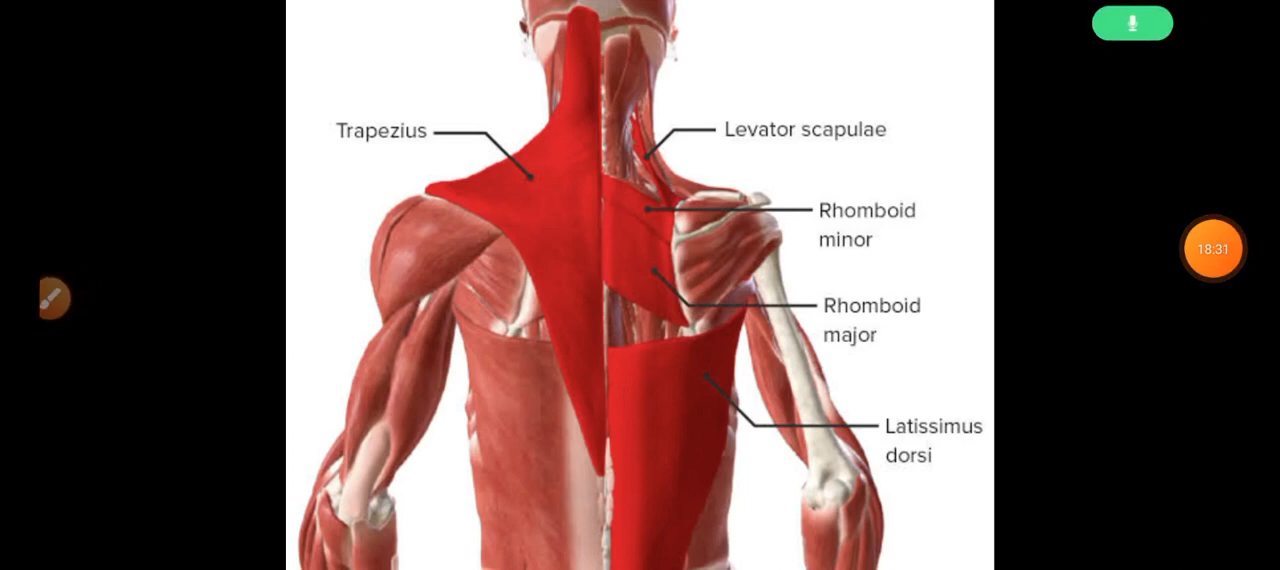 Trapezius
Levator scapulae
Rhomboid
minor
18:31
Rhomboid
major
Latissimus
dorsi